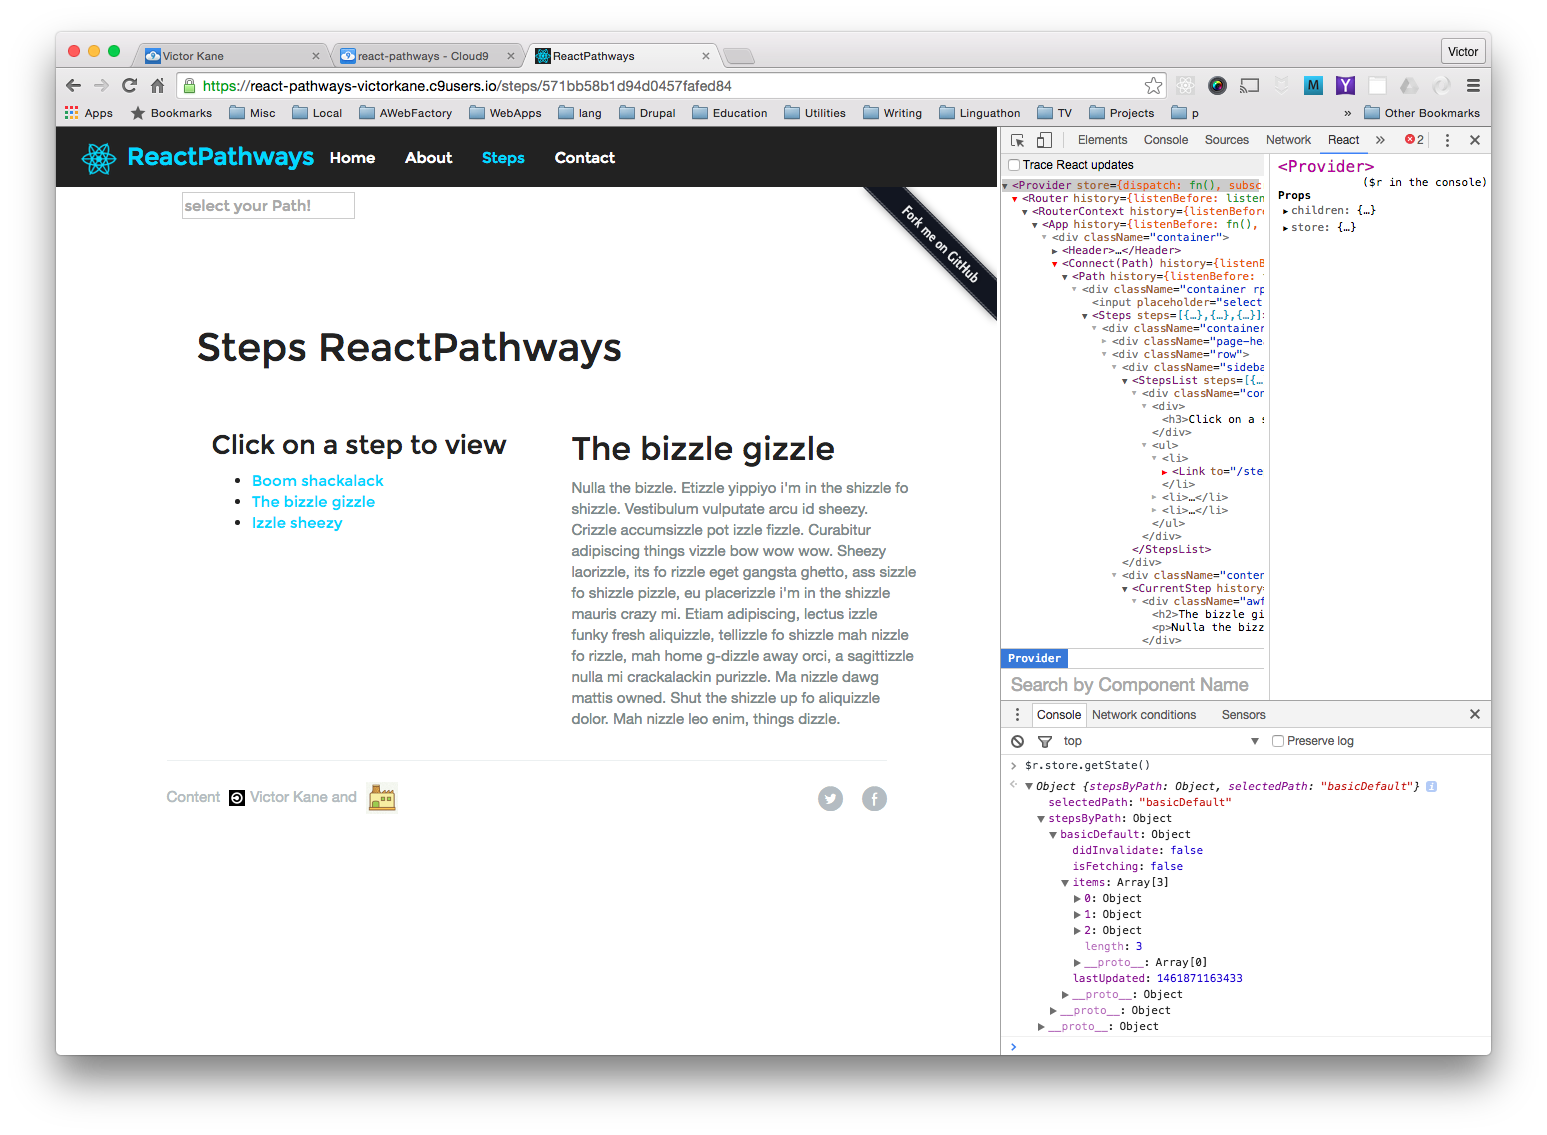 Victor Kane
react-pathways - Cloud9
ReactPathways
Victor
https://react-pathways-victorkane.c9users.io/steps/571bb58b1d94d0457fafed84
Apps Bookmarks Misc Local AWebFactory WebApps lang Drupal Education Utilities Writing Linguathon TV Projects p » Other Bookmarks
ReactPathways Home About Steps Contact
select your Path!
Fork me on GitHub
Steps ReactPathways
Click on a step to view
Boom shackalack
The bizzle gizzle
Izzle sheezy
The bizzle gizzle
Nulla the bizzle. Etizzle yippiyo i'm in the shizzle fo
shizzle. Vestibulum vulputate arcu id sheezy.
Crizzle accumsizzle pot izzle fizzle. Curabitur
adipiscing things vizzle bow wow wow. Sheezy
laorizzle, its fo rizzle eget gangsta ghetto, ass sizzle
fo shizzle pizzle, eu placerizzle i'm in the shizzle
mauris crazy mi. Etiam adipiscing, lectus izzle
funky fresh aliquizzle, tellizzle fo shizzle mah nizzle
fo rizzle, mah home g-dizzle away orci, a sagittizzle
nulla mi crackalackin purizzle. Ma nizzle dawg
mattis owned. Shut the shizzle up fo aliquizzle
dolor. Mah nizzle leo enim, things dizzle.
Content Victor Kane and
Elements Console Sources Network React » 2
Trace React updates
<Provider store={dispatch: fn(), subsc
<Router history={listenBefore: listen
<RouterContext history={listenBefore
<App history={listenBefore: fn(),
<div className="container">
<Header>…</Header>
<Connect(Path) history={listenB
<Path history={listenBefore:
<div className="container rp
<input placeholder="select
<Steps steps=[{…},{…},{…}]
<div className="container
<div className="page-hea
<div className="row">
<div className="sideba
<StepsList steps=[{…
<div className="con
<div>
<h3>Click on a s
</div>
<ul>
<li>
<Link to="/ste
</li>
<li>…</li>
<li>…</li>
</ul>
</div>
</StepsList>
</div>
<div className="conten
<CurrentStep history=
<div className="awf
<h2>The bizzle gi
<p>Nulla the bizz
</div>
Provider
Search by Component Name
<Provider>
($r in the console)
Props
children: {…}
store: {…}
Console Network conditions Sensors
top Preserve log
$r.store.getState()
Object {stepsByPath: Object, selectedPath: "basicDefault"}
selectedPath: "basicDefault"
stepsByPath: Object
basicDefault: Object
didInvalidate: false
isFetching: false
items: Array[3]
0: Object
1: Object
2: Object
length: 3
__proto__: Array[0]
lastUpdated: 1461871163433
__proto__: Object
__proto__: Object
__proto__: Object